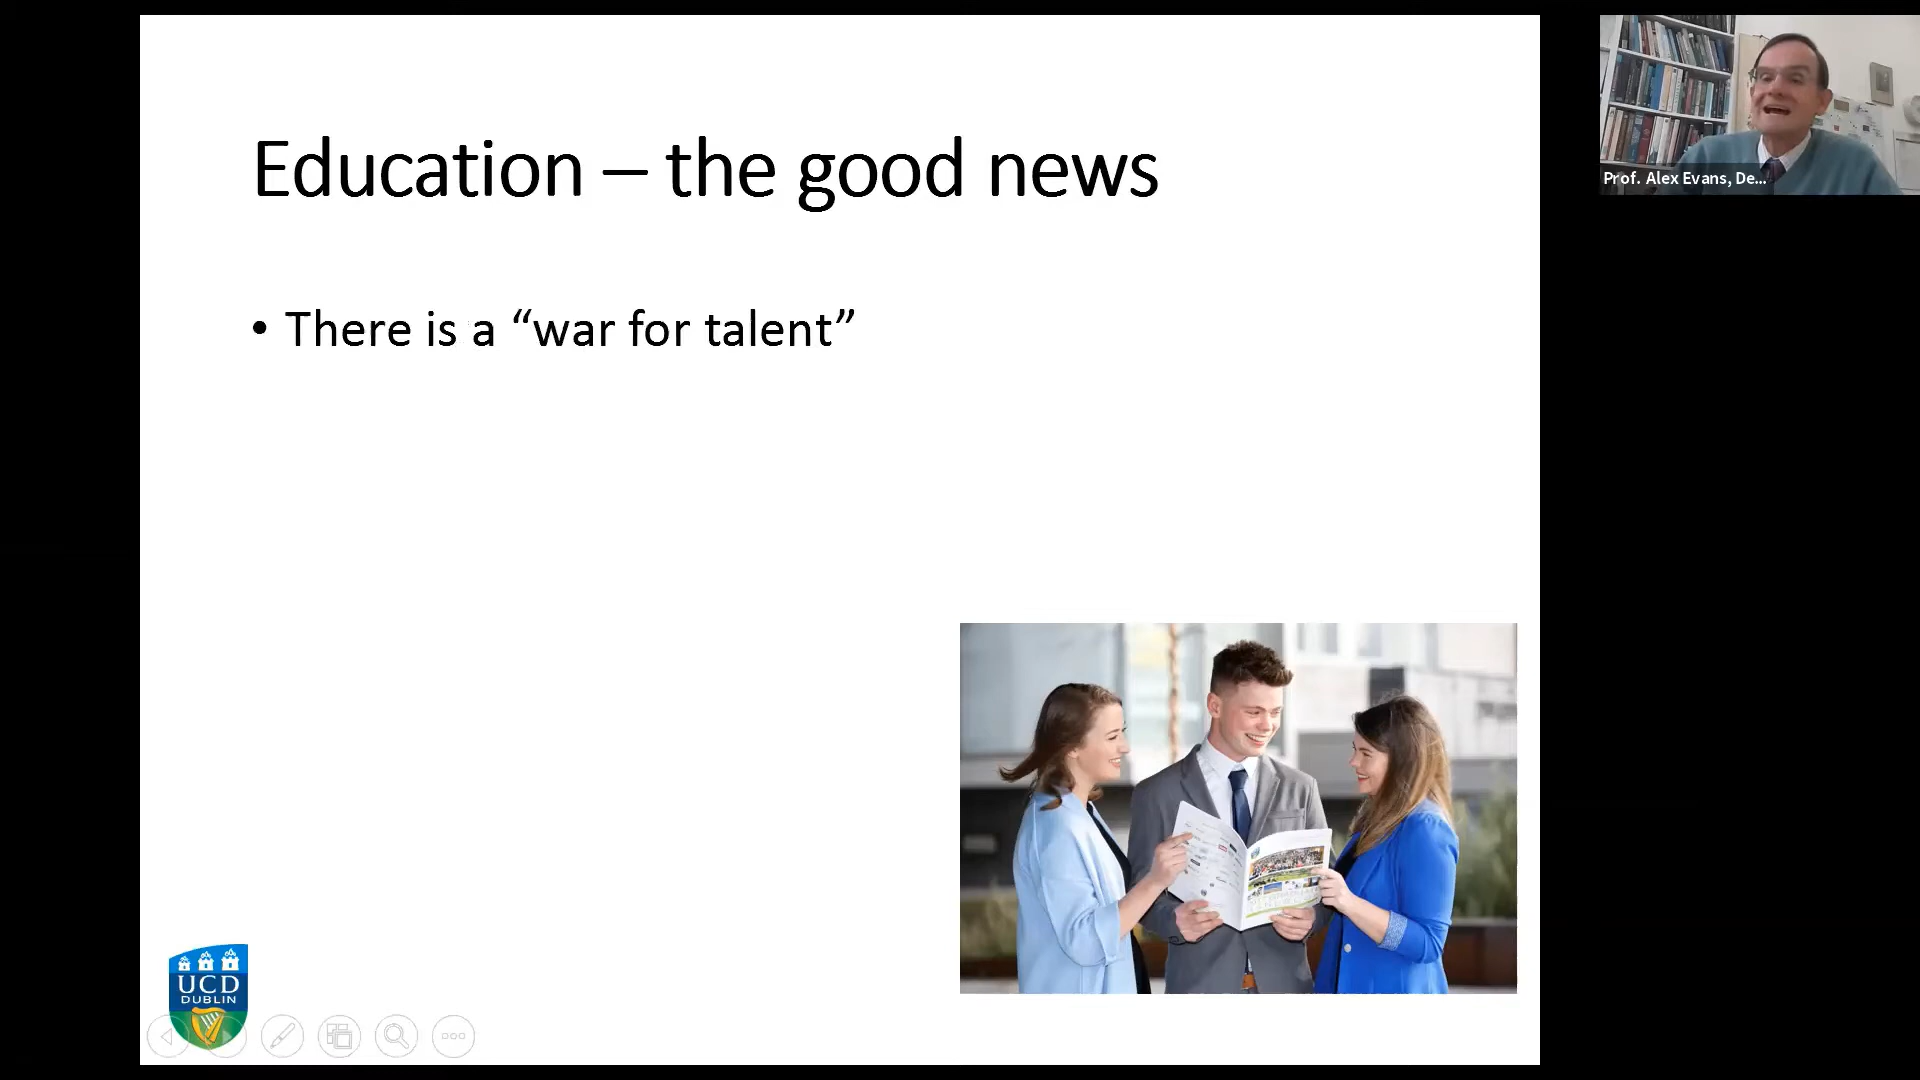 Education – the good news
• There is a “war for talent”
Prof. Alex Evans, De...
UCD
DUBLIN